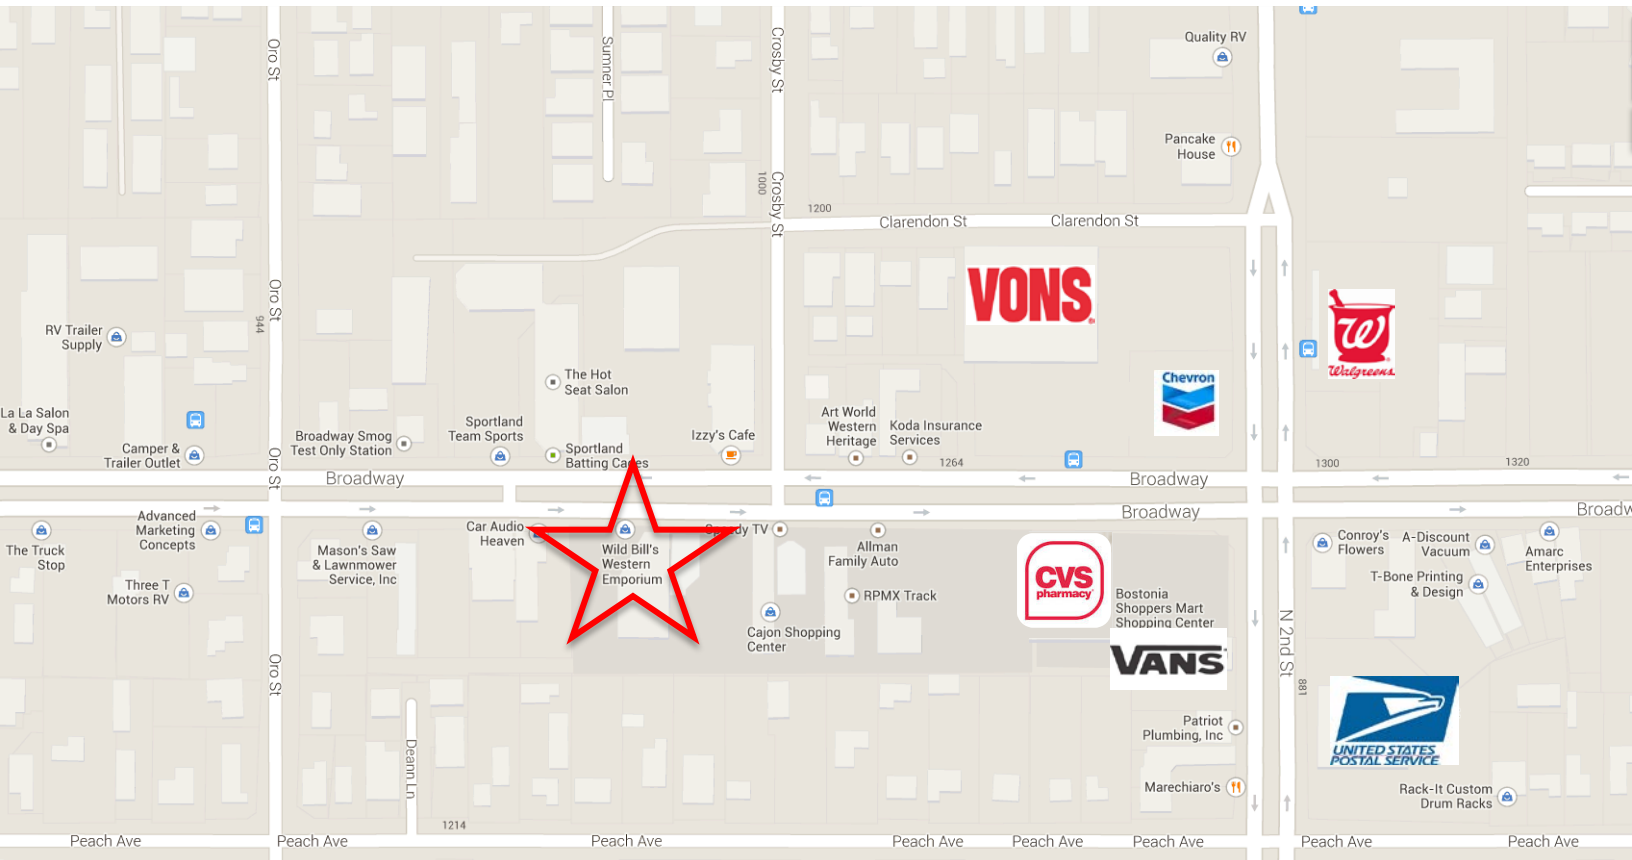 Oro St
Sumner Pl
Crosby St
Quality RV
Pancake
House
1000
Crosby St
1200
Clarendon St
Clarendon St
VONS
Oro St
944
RV Trailer
Supply
W
Walgreens
Chevron
The Hot
Seat Salon
La La Salon
& Day Spa
Camper &
Trailer Outlet
Broadway Smog
Test Only Station
Sportland
Team Sports
Sportland
Batting Cages
Izzy's Cafe
Art World
Western
Heritage
Koda Insurance
Services
1264
1300
1320
Oro St
Broadway
Broadway
Broadway
Broadw
The Truck
Stop
Advanced
Marketing
Concepts
Three T
Motors RV
Mason's Saw
& Lawnmower
Service, Inc
Car Audio
Heaven
Wild Bill's
Western
Emporium
Speedy TV
Allman
Family Auto
RPMX Track
Cajon Shopping
Center
CVS
pharmacy
Bostonia
Shoppers Mart
Shopping Center
VANS
Conroy's
Flowers
A-Discount
Vacuum
T-Bone Printing
& Design
Amarc
Enterprises
N 2nd St
881
Oro St
UNITED STATES
POSTAL SERVICE
Patriot
Plumbing, Inc
Marechiaro's
Rack-It Custom
Drum Racks
Deann Ln
1214
Peach Ave
Peach Ave
Peach Ave
Peach Ave
Peach Ave
Peach Ave
Peach Ave
Peach Ave